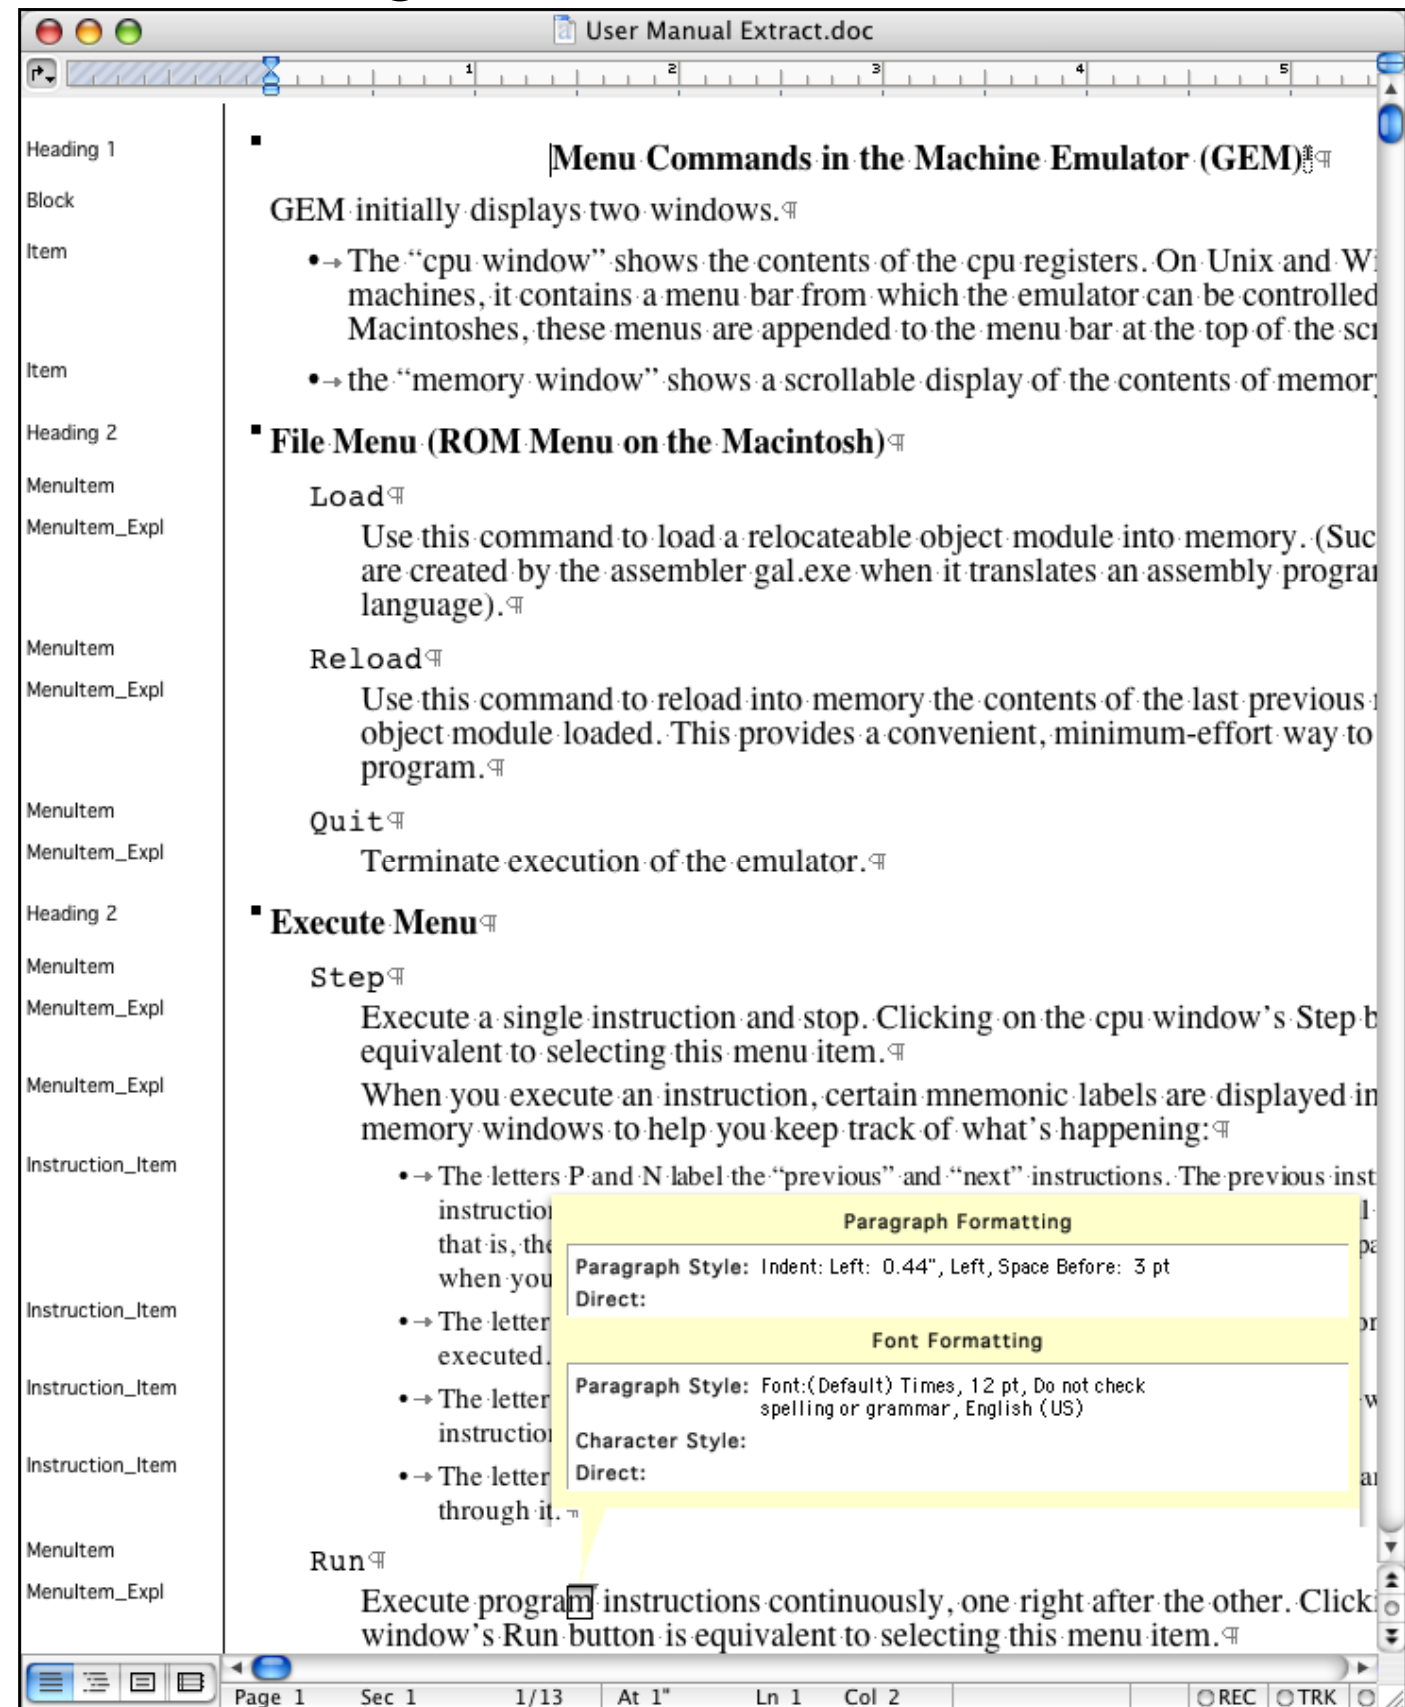 User Manual Extract.doc
1 2 3 4 5
Heading 1
Menu Commands in the Machine Emulator (GEM)
Block
GEM initially displays two windows.¶
Item
•→The “cpu window” shows the contents of the cpu registers. On Unix and
machines, it contains a menu bar from which the emulator can be controlled
Macintoshes, these menus are appended to the menu bar at the top of the
Item
•→the “memory window” shows a scrollable display of the contents of
Heading 2
File Menu (ROM Menu on the Macintosh)¶
MenuItem
Load¶
MenuItem_Expl
Use this command to load a relocateable object module into memory. (Suc
are created by the assembler gal.exe when it translates an assembly
language).¶
MenuItem
Reload¶
MenuItem_Expl
Use this command to reload into memory the contents of the last previous
object module loaded. This provides a convenient, minimum-effort way to
program.¶
MenuItem
Quit¶
MenuItem_Expl
Terminate execution of the emulator.¶
Heading 2
Execute Menu¶
MenuItem
Step¶
MenuItem_Expl
Execute a single instruction and stop. Clicking on the cpu window’s Step b
equivalent to selecting this menu item.¶
MenuItem_Expl
When you execute an instruction, certain mnemonic labels are displayed in
memory windows to help you keep track of what’s happening:¶
Instruction_Item
•→The letters P and N label the “previous” and “next” instructions. The previous inst
instruction
that is, the
when you
Paragraph Formatting
Paragraph Style: Indent: Left: 0.44", Left, Space Before: 3 pt
Direct:
Instruction_Item
•→The letter
executed.
Font Formatting
Paragraph Style: Font:(Default) Times, 12 pt, Do not check
spelling or grammar, English (US)
Character Style:
Direct:
Instruction_Item
•→The letter
instruction
Instruction_Item
•→The letter
through it.
MenuItem
Run¶
MenuItem_Expl
Execute program instructions continuously, one right after the other. Click
window’s Run button is equivalent to selecting this menu item.¶
Page 1 Sec 1 1/13 At 1" Ln 1 Col 2 REC TRK